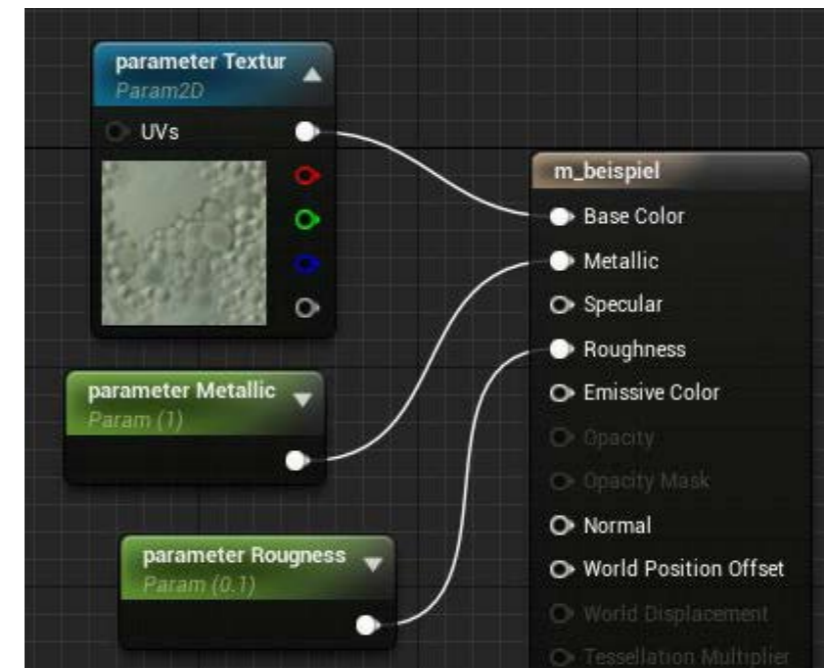 parameter Textur
Param2D
UVs
parameter Metallic
Param (1)
parameter Rougness
Param (0.1)
m_beispiel
Base Color
Metallic
Specular
Roughness
Emissive Color
Opacity
Opacity Mask
Normal
World Position Offset
World Displacement
Tessellation Multiplier